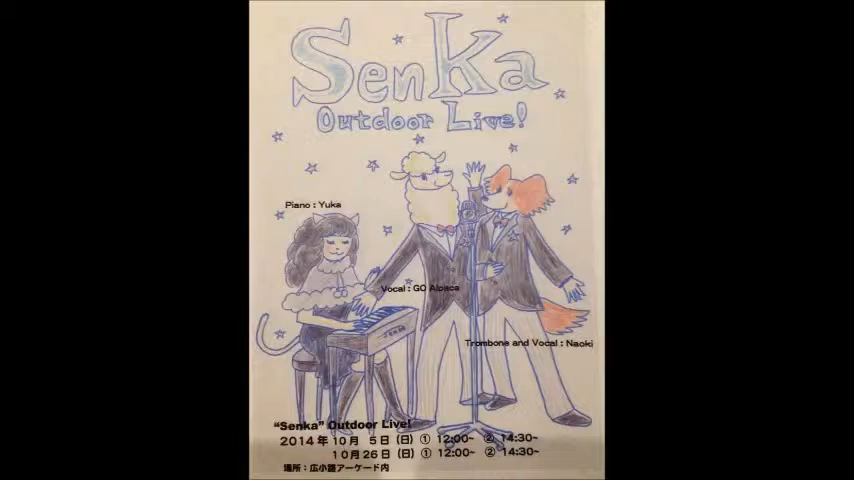 SenKa
Outdoor Live!
Piano : Yuka
Vocal : GO Alpaca
Trombone and Vocal : Naoki
"Senka" Outdoor Live!
2014年 10月 5日 (日) ① 12:00~ ② 14:30~
10月 26日 (日) ① 12:00~ ② 14:30~
場所：広小路アーケード内